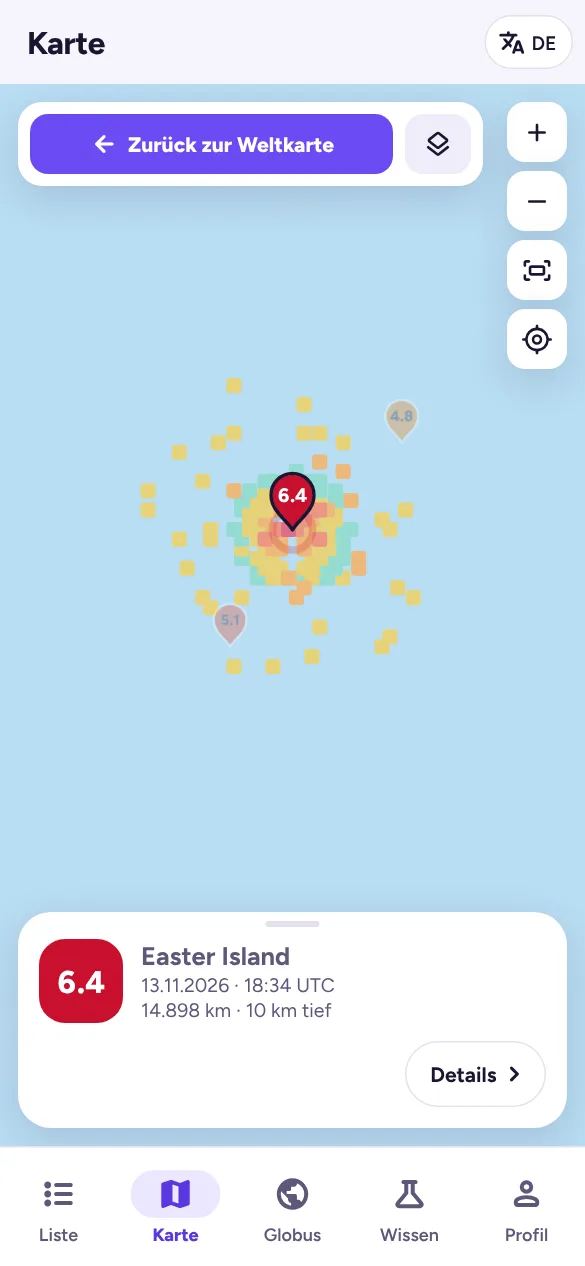 Karte
DE
Zurück zur Weltkarte
4.8
6.4
5.1
6.4
Easter Island
13.11.2026 · 18:34 UTC
14.898 km · 10 km tief
Details
Liste
Karte
Globus
Wissen
Profil